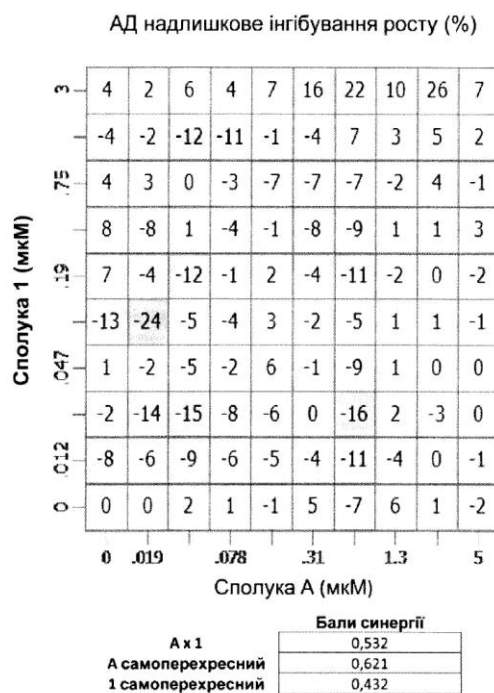 АД надлишкове інгібування росту (%)
3 4 2 6 4 7 16 22 10 26 7
-4 -2 -12 -11 -1 -4 7 3 5 2
.75 4 3 0 -3 -7 -7 -7 -2 4 -1
8 -8 1 -4 -1 -8 -9 1 1 3
.19 7 -4 -12 -1 2 -4 -11 -2 0 -2
-13 -24 -5 -4 3 -2 -5 1 1 -1
.047 1 -2 -5 -2 6 -1 -9 1 0 0
-2 -14 -15 -8 -6 0 -16 2 -3 0
.012 -8 -6 -9 -6 -5 -4 -11 -4 0 -1
0 0 0 2 1 -1 5 -7 6 1 -2
Сполука 1 (мкМ)
0 .019 .078 .31 1.3 5
Сполука А (мкМ)
Бали синергії
А х 1 0,532
А самоперехресний 0,621
1 самоперехресний 0,432